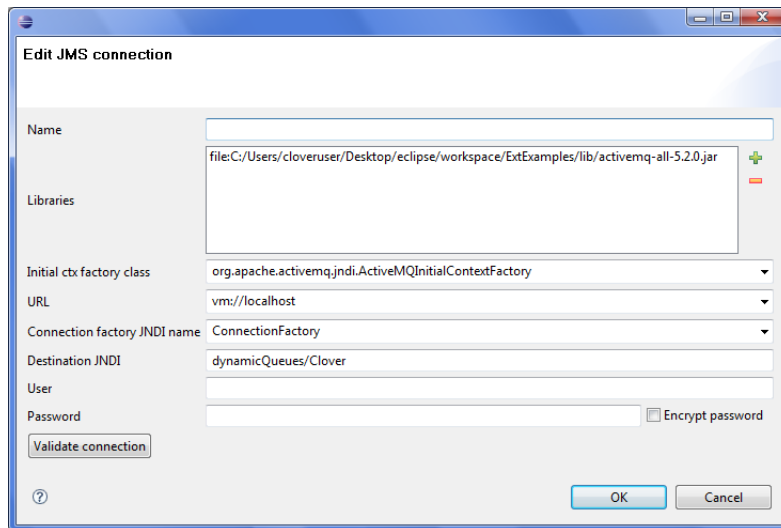 Edit JMS connection
Name
file:C:/Users/cloveruser/Desktop/eclipse/workspace/ExtExamples/lib/activemq-all-5.2.0.jar
Libraries
Initial ctx factory class org.apache.activemq.jndi.ActiveMQInitialContextFactory
URL vm://localhost
Connection factory JNDI name ConnectionFactory
Destination JNDI dynamicQueues/Clover
User
Password Encrypt password
Validate connection
? OK Cancel